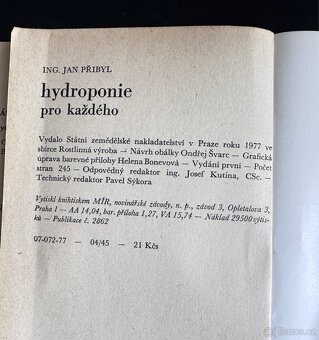 ING. JAN PŘIBYL
hydroponie
pro každého
Vydalo Státní zemědělské nakladatelství v Praze roku 1977 ve
sbírce Rostlinná výroba — Návrh obálky Ondřej Švarc — Grafická
úprava barevné přílohy Helena Bonevová — Vydání první — Počet
stran 245 — Odpovědný redaktor ing. Josef Kutina, CSc. —
Technický redaktor Pavel Sýkora
Vytiskl knihtiskem MÍR, novinářské závody, n. p., závod 3, Opletalova 3,
Praha 1 — AA 14,04, bar. příloha 1,27, VA 15,74 — Náklad 29500 výtis-
ků — Publikace č. 2862
07-072-77 — 04/45 — 21 Kčs
Bazoš.cz